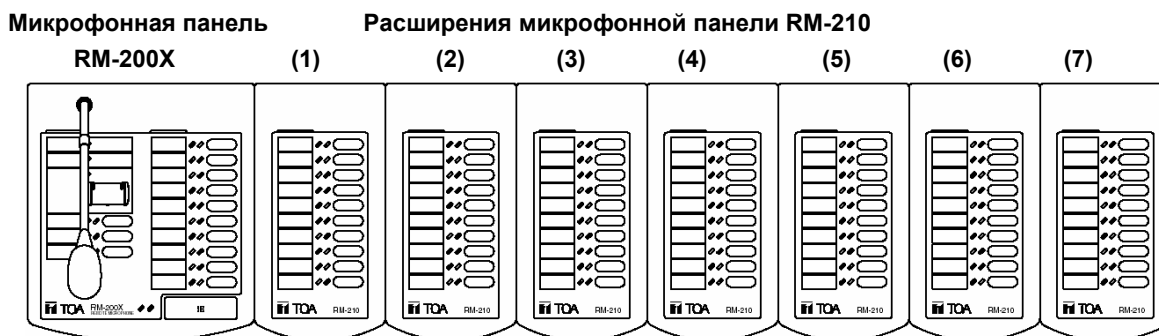 Микрофонная панель Расширения микрофонной панели RM-210
RM-200X (1) (2) (3) (4) (5) (6) (7)
TOA RM-200X TOA RM-210 TOA RM-210 TOA RM-210 TOA RM-210 TOA RM-210 TOA RM-210 TOA RM-210
REMOTE MICROPHONE